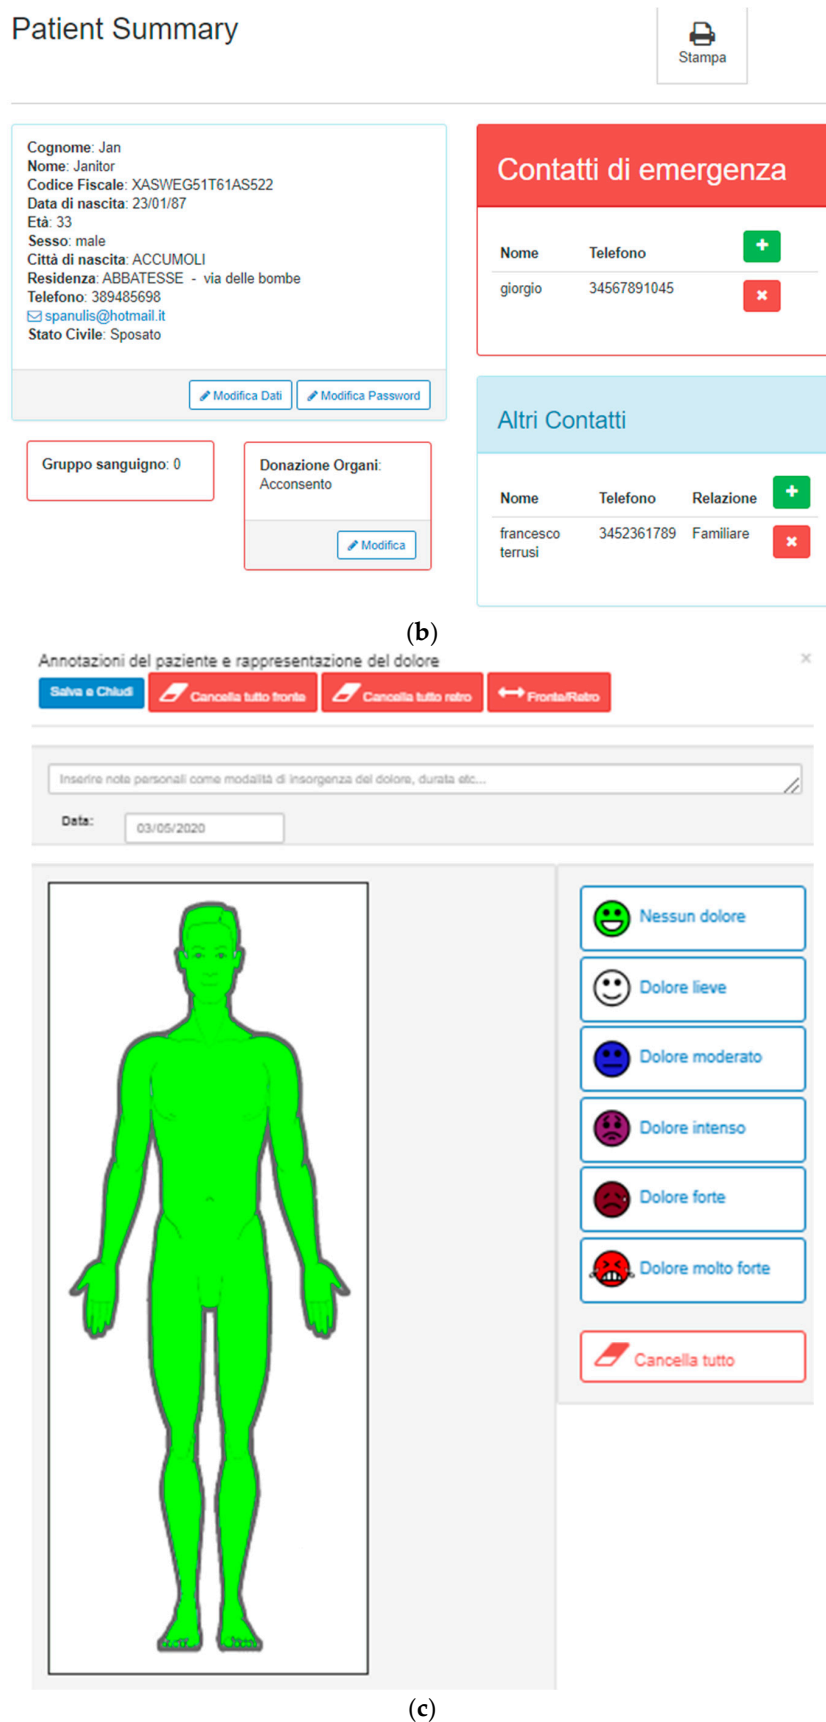 Patient Summary
Stampa
Cognome: Jan
Nome: Janitor
Codice Fiscale: XASWEG51T61AS522
Data di nascita: 23/01/87
Età: 33
Sesso: male
Città di nascita: ACCUMOLI
Residenza: ABBATESSE - via delle bombe
Telefono: 389485698
spanulis@hotmail.it
Stato Civile: Sposato
Modifica Dati
Modifica Password
Gruppo sanguigno: 0
Donazione Organi:
Acconsento
Modifica
Contatti di emergenza
Nome Telefono
giorgio 34567891045
Altri Contatti
Nome Telefono Relazione
francesco terrusi 3452361789 Familiare
(b)
Annotazioni del paziente e rappresentazione del dolore
Salva e Chiudi
Cancella tutto fronte
Cancella tutto retro
Fronte/Retro
Inserire note personali come modalità di insorgenza del dolore, durata etc...
Data: 03/05/2020
Nessun dolore
Dolore lieve
Dolore moderato
Dolore intenso
Dolore forte
Dolore molto forte
Cancella tutto
(c)